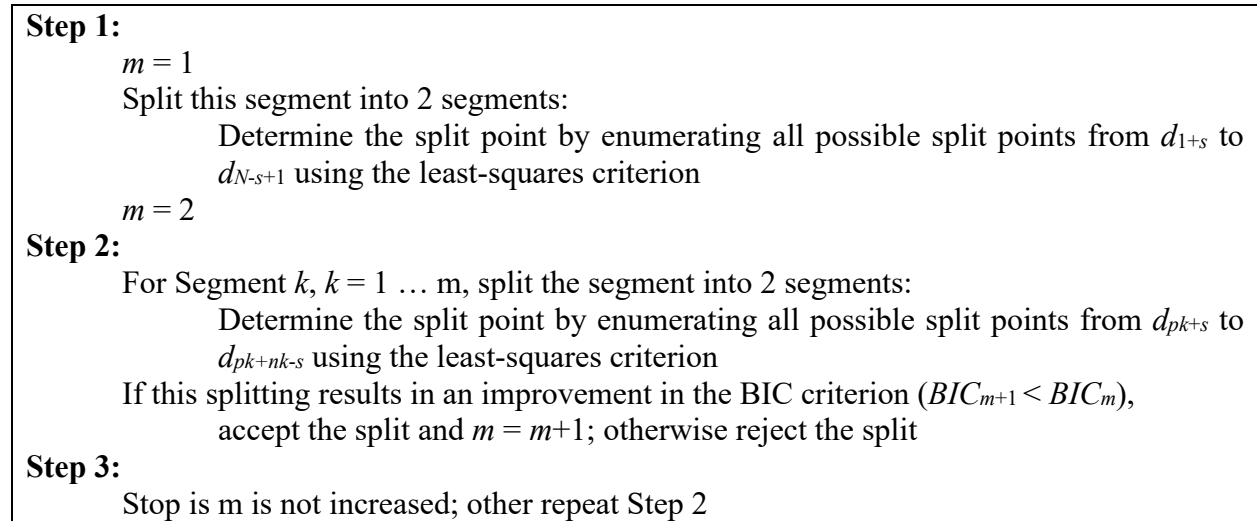 Step 1:
m = 1
Split this segment into 2 segments:
Determine the split point by enumerating all possible split points from d1+s to
dN-s+1 using the least-squares criterion
m = 2
Step 2:
For Segment k, k = 1 … m, split the segment into 2 segments:
Determine the split point by enumerating all possible split points from dpk+s to
dpk+nk-s using the least-squares criterion
If this splitting results in an improvement in the BIC criterion (BICm+1 < BICm),
accept the split and m = m+1; otherwise reject the split
Step 3:
Stop is m is not increased; other repeat Step 2